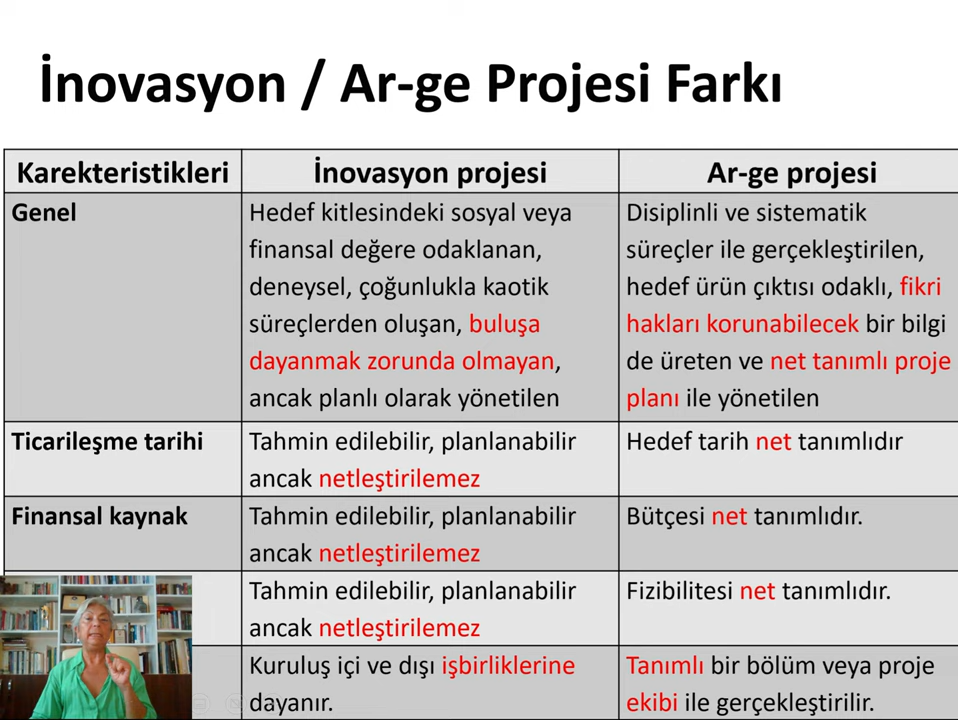 İnovasyon / Ar-ge Projesi Farkı
Karekteristikleri
İnovasyon projesi
Ar-ge projesi
Genel
Hedef kitlesindeki sosyal veya
finansal değere odaklanan,
deneysel, çoğunlukla kaotik
süreçlerden oluşan, buluşa
dayanmak zorunda olmayan,
ancak planlı olarak yönetilen
Disiplinli ve sistematik
süreçler ile gerçekleştirilen,
hedef ürün çıktısı odaklı, fikri
hakları korunabilecek bir bilgi
de üreten ve net tanımlı proje
planı ile yönetilen
Ticarileşme tarihi
Tahmin edilebilir, planlanabilir
ancak netleştirilemez
Hedef tarih net tanımlıdır
Finansal kaynak
Tahmin edilebilir, planlanabilir
ancak netleştirilemez
Bütçesi net tanımlıdır.
Tahmin edilebilir, planlanabilir
ancak netleştirilemez
Fizibilitesi net tanımlıdır.
Kuruluş içi ve dışı işbirliklerine
dayanır.
Tanımlı bir bölüm veya proje
ekibi ile gerçekleştirilir.